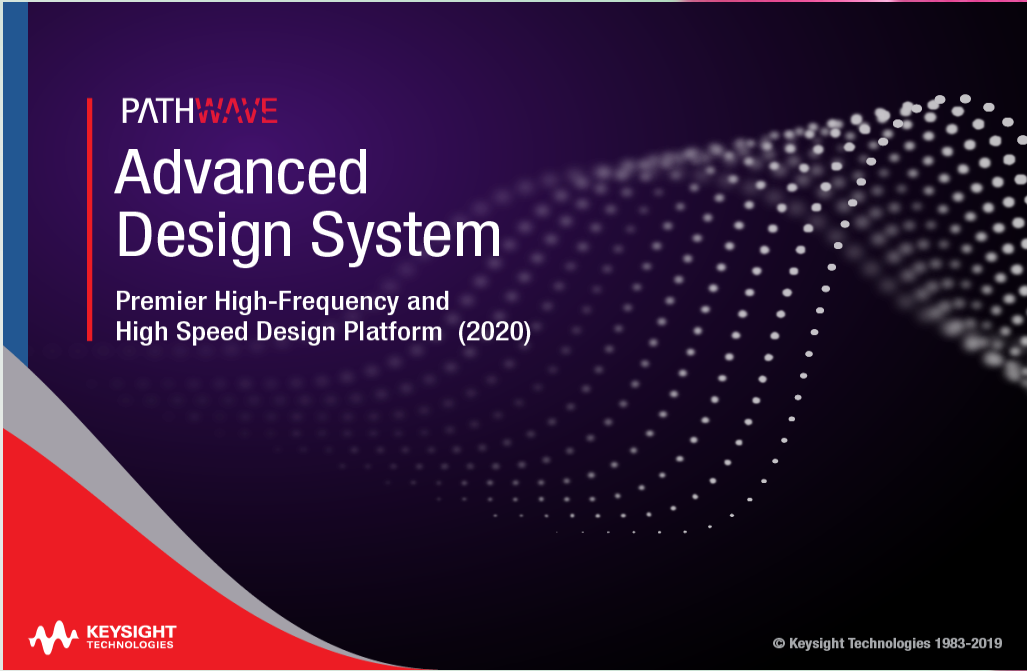 PATHWAVE
Advanced
Design System
Premier High-Frequency and
High Speed Design Platform (2020)
KEYSIGHT
TECHNOLOGIES
© Keysight Technologies 1983-2019